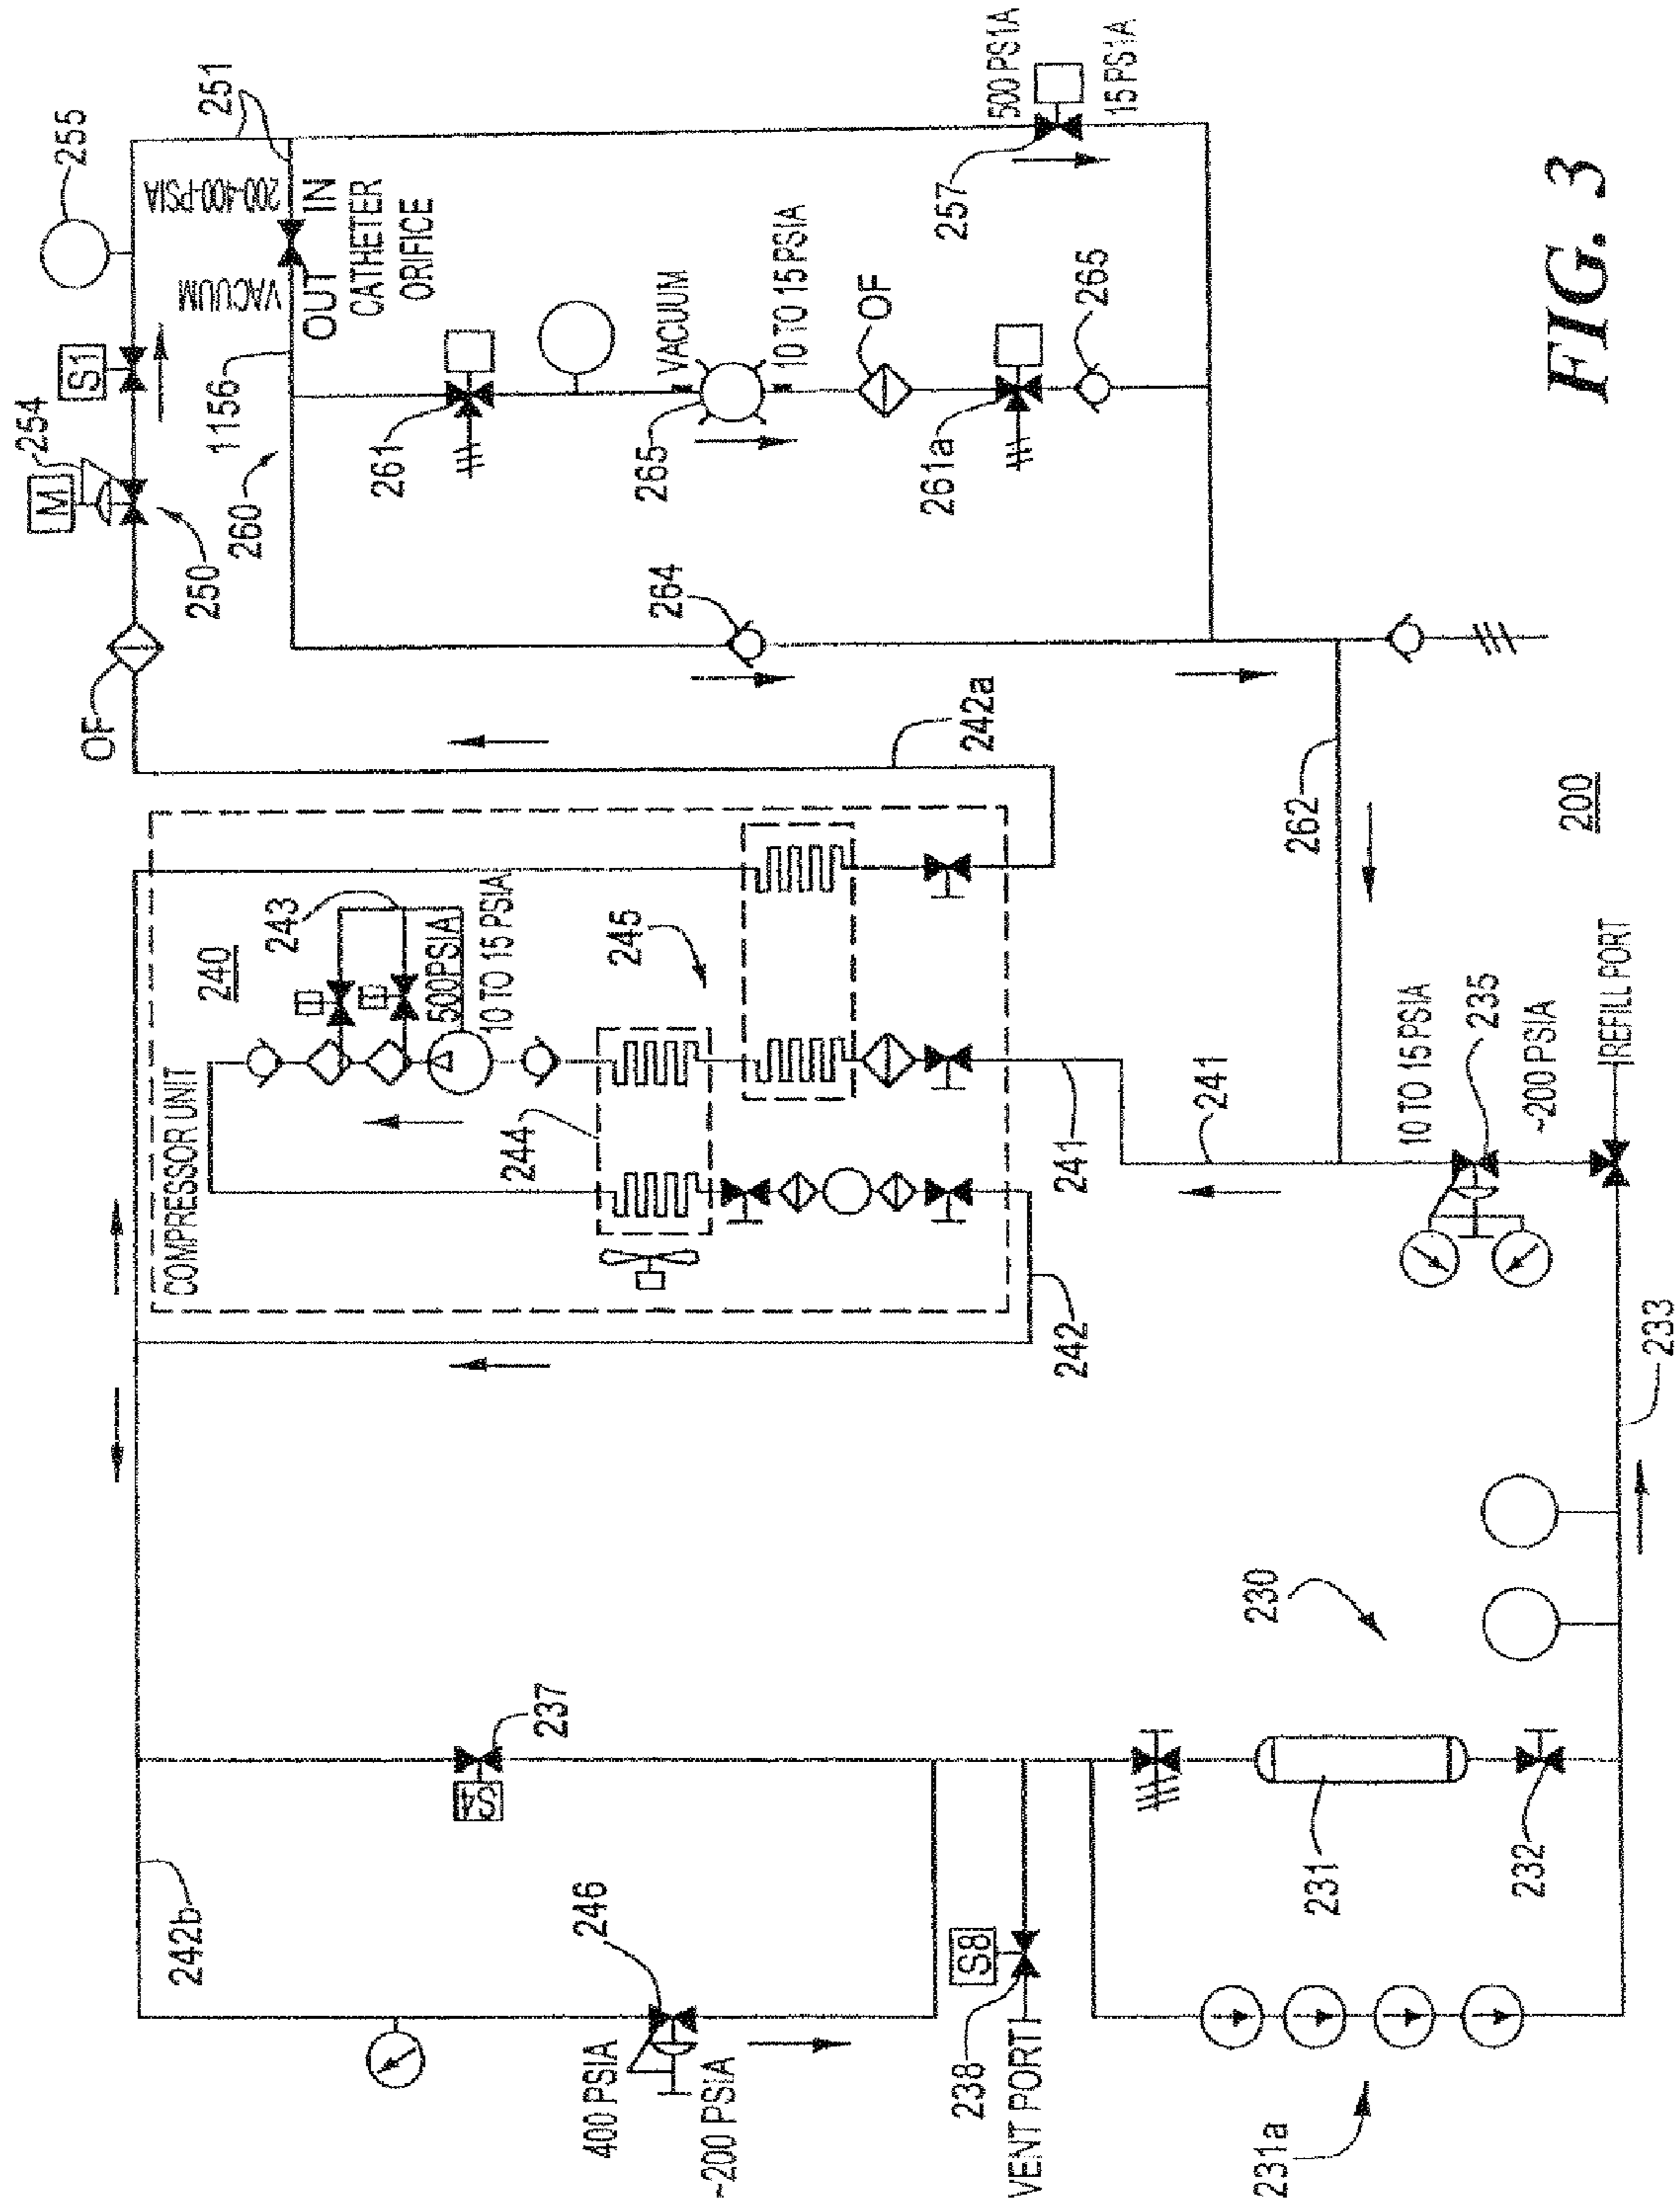 254
M
255
S1
OF
242b
COMPRESSOR UNIT
250
VACUUM
200-400-PSIA
240
1156
251
260
243
OUT IN
CATHETER
ORIFICE
261
500PSIA
S4
10 TO 15 PSIA
244
237
246
400 PSIA
245
265
264
VACUUM
~200 PSIA
10 TO 15 PSIA
OF
261a
257
238
S8
242a
500 PS1A
VENT PORT
242
241
265
15 PS1A
241
230
231a
262
231
10 TO 15 PSIA
235
232
~200 PSIA
200
FIG. 3
REFILL PORT
233